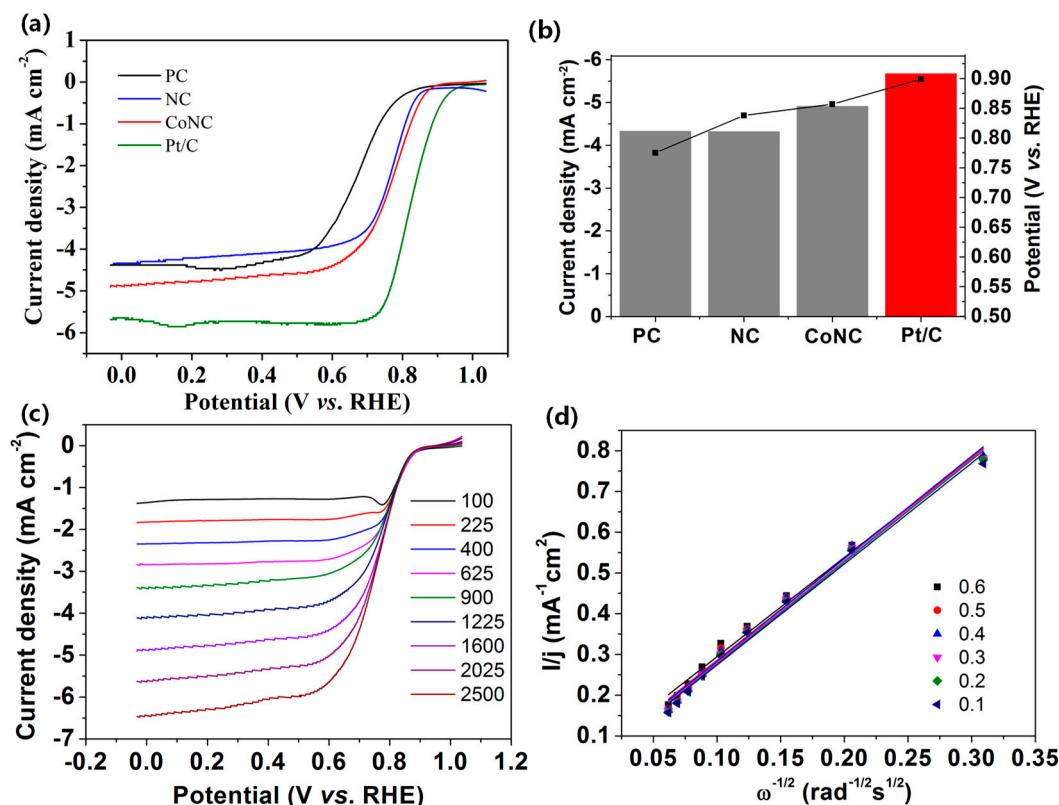 (a)
Current density (mA cm⁻²)
1
0
-1
-2
-3
-4
-5
-6
PC
NC
CoNC
Pt/C
0.0 0.2 0.4 0.6 0.8 1.0
Potential (V vs. RHE)
(b)
Current density (mA cm⁻²)
-6
-5
-4
-3
-2
-1
0
PC NC CoNC Pt/C
0.90
0.85
0.80
0.75
0.70
0.65
0.60
0.55
0.50
Potential (V vs. RHE)
(c)
Current density (mA cm⁻²)
0
-1
-2
-3
-4
-5
-6
-7
100
225
400
625
900
1225
1600
2025
2500
-0.2 0.0 0.2 0.4 0.6 0.8 1.0 1.2
Potential (V vs. RHE)
(d)
I/j (mA⁻¹cm²)
0.8
0.7
0.6
0.5
0.4
0.3
0.2
0.1
0.6
0.5
0.4
0.3
0.2
0.1
0.05 0.10 0.15 0.20 0.25 0.30 0.35
ω⁻¹/² (rad⁻¹/²s¹/²)